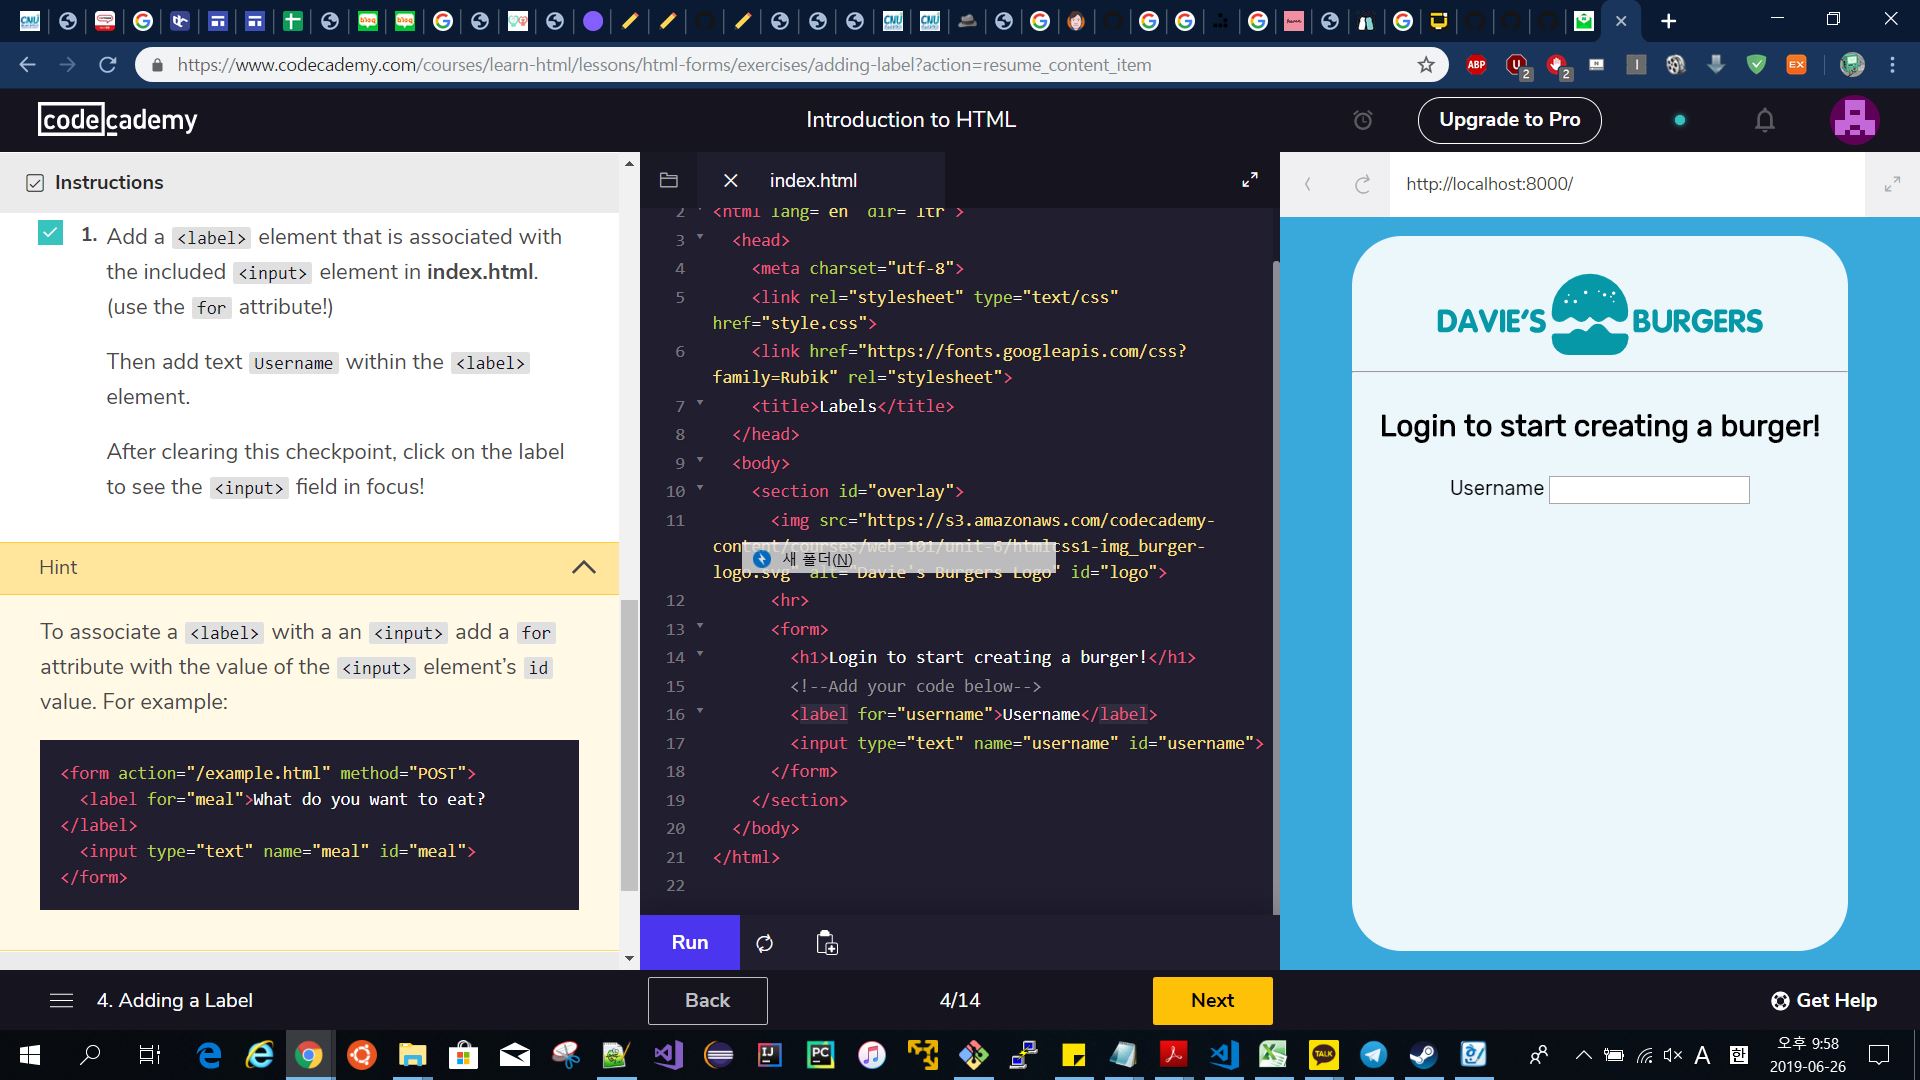 https://www.codecademy.com/courses/learn-html/lessons/html-forms/exercises/adding-label?action=resume_content_item
ABP
2
2
EX
codecademy
Introduction to HTML
Upgrade to Pro
Instructions
1. Add a <label> element that is associated with
the included <input> element in index.html.
(use the for attribute!)
Then add text Username within the <label>
element.
After clearing this checkpoint, click on the label
to see the <input> field in focus!
Hint
To associate a <label> with a an <input> add a for
attribute with the value of the <input> element's id
value. For example:
<form action="/example.html" method="POST">
<label for="meal">What do you want to eat?
</label>
<input type="text" name="meal" id="meal">
</form>
index.html
2 <html lang="en" dir="ltr">
3 <head>
4 <meta charset="utf-8">
5 <link rel="stylesheet" type="text/css"
href="style.css">
6 <link href="https://fonts.googleapis.com/css?
family=Rubik" rel="stylesheet">
7 <title>Labels</title>
8 </head>
9 <body>
10 <section id="overlay">
11 <img src="https://s3.amazonaws.com/codecademy-
content/courses/web-101/unit-6/htmlcss1-img_burger-
새 폴더(N)
logo.svg" alt="Davie's Burgers Logo" id="logo">
12 <hr>
13 <form>
14 <h1>Login to start creating a burger!</h1>
15 <!--Add your code below-->
16 <label for="username">Username</label>
17 <input type="text" name="username" id="username">
18 </form>
19 </section>
20 </body>
21 </html>
22
Run
http://localhost:8000/
DAVIE'S BURGERS
Login to start creating a burger!
Username
4. Adding a Label
Back
4/14
Next
Get Help
A 한
오후 9:58
2019-06-26